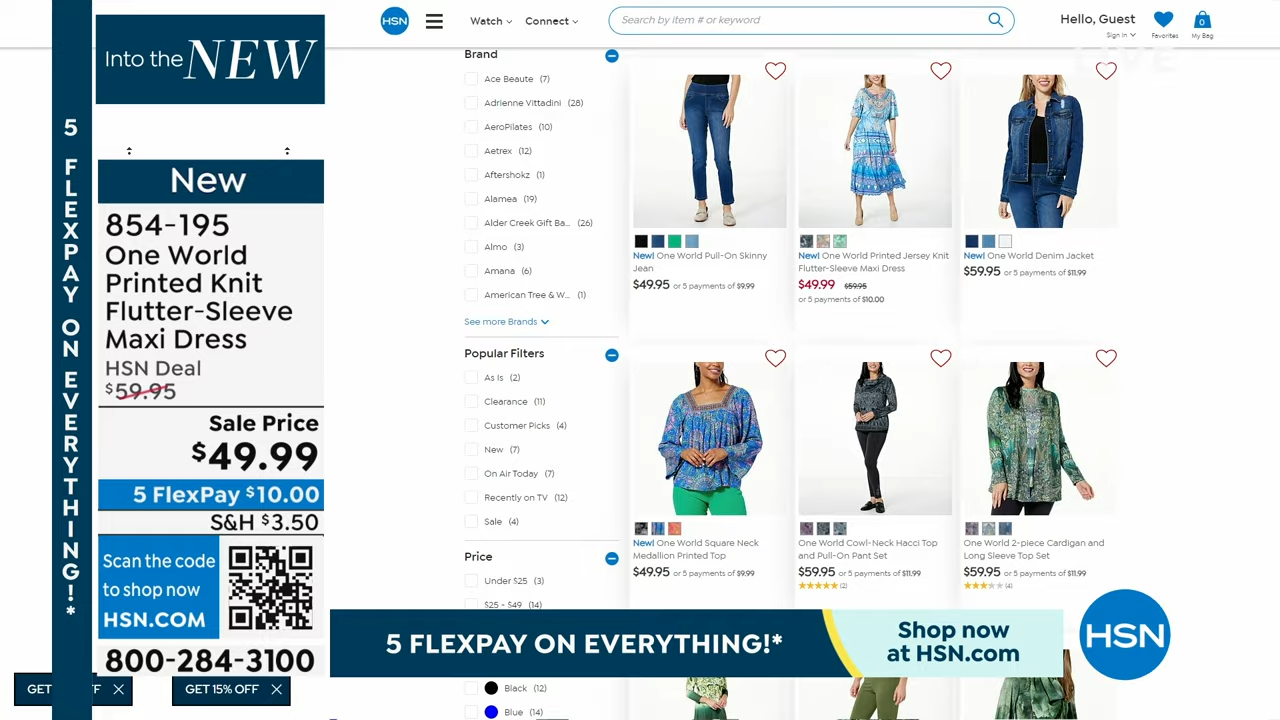 5 FLEXPAY ON EVERYTHING!*
Into the NEW
New
854-195
One World
Printed Knit
Flutter-Sleeve
Maxi Dress
HSN Deal
$59.95
Sale Price
$49.99
5 FlexPay $10.00
S&H $3.50
Scan the code
to shop now
HSN.COM
800-284-3100
GET FF ×
GET 15% OFF ×
HSN
Watch
Connect
Search by item # or keyword
Hello, Guest
Sign In
Favorites
0
My Bag
LIVE
Brand
Ace Beaute (7)
Adrienne Vittadini (28)
AeroPilates (10)
Aetrex (12)
Aftershokz (1)
Alamea (19)
Alder Creek Gift Ba... (26)
Almo (3)
Amana (6)
American Tree & W... (1)
See more Brands
Popular Filters
As Is (2)
Clearance (11)
Customer Picks (4)
New (7)
On Air Today (7)
Recently on TV (12)
Sale (4)
Price
Under $25 (3)
$25 - $49 (14)
Black (12)
Blue (14)
New! One World Pull-On Skinny
Jean
$49.95 or 5 payments of $9.99
New! One World Printed Jersey Knit
Flutter-Sleeve Maxi Dress
$49.99 $59.95
or 5 payments of $10.00
New! One World Denim Jacket
$59.95 or 5 payments of $11.99
New! One World Square Neck
Medallion Printed Top
$49.95 or 5 payments of $9.99
One World Cowl-Neck Hacci Top
and Pull-On Pant Set
$59.95 or 5 payments of $11.99
(2)
One World 2-piece Cardigan and
Long Sleeve Top Set
$59.95 or 5 payments of $11.99
(4)
5 FLEXPAY ON EVERYTHING!*
Shop now
at HSN.com
HSN